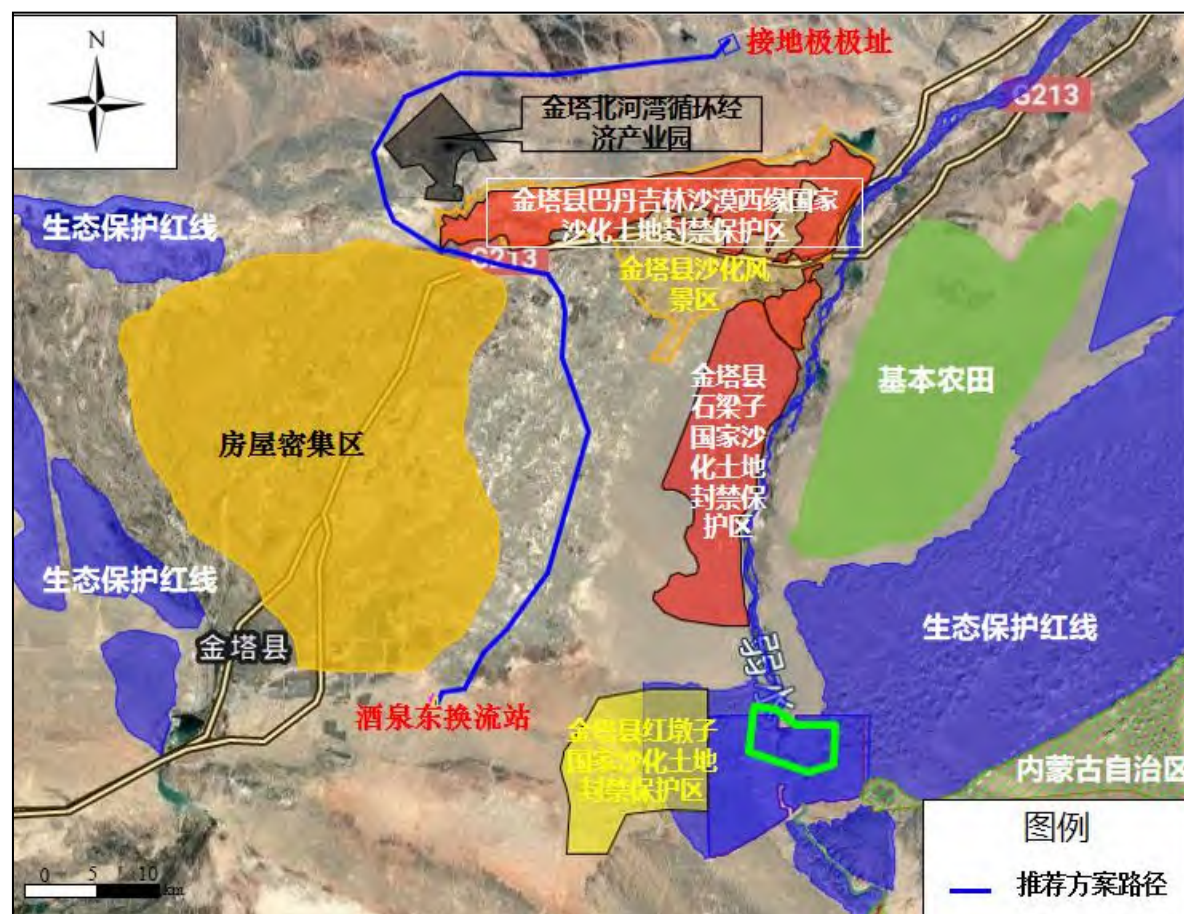 N
接地极极址
G213
金塔北河湾循环经
济产业园
金塔县巴丹吉林沙漠西缘国家
沙化土地封禁保护区
生态保护红线
G213
金塔县沙化风
景区
金塔县
石梁子
国家沙
化土地
封禁保
护区
基本农田
房屋密集区
生态保护红线
生态保护红线
金塔县
弱水
酒泉东换流站
金塔县红墩子
国家沙化土地
封禁保护区
内蒙古自治区
图例
推荐方案路径
0 5 10
km